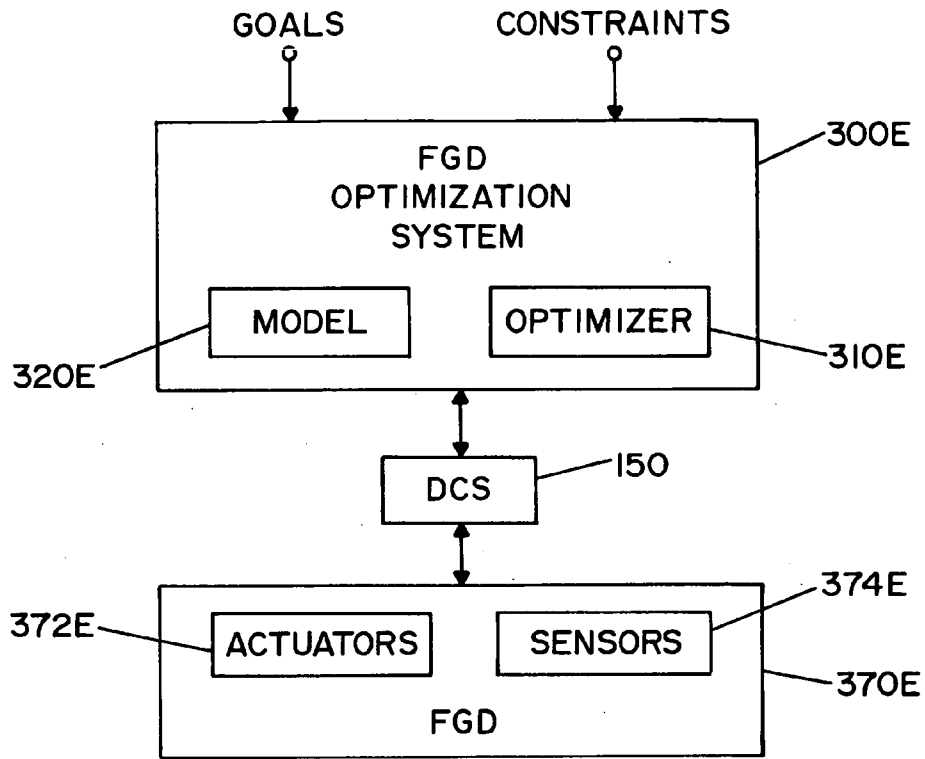 GOALS
CONSTRAINTS
300E
FGD
OPTIMIZATION
SYSTEM
MODEL
OPTIMIZER
320E
310E
DCS
150
374E
372E
ACTUATORS
SENSORS
370E
FGD